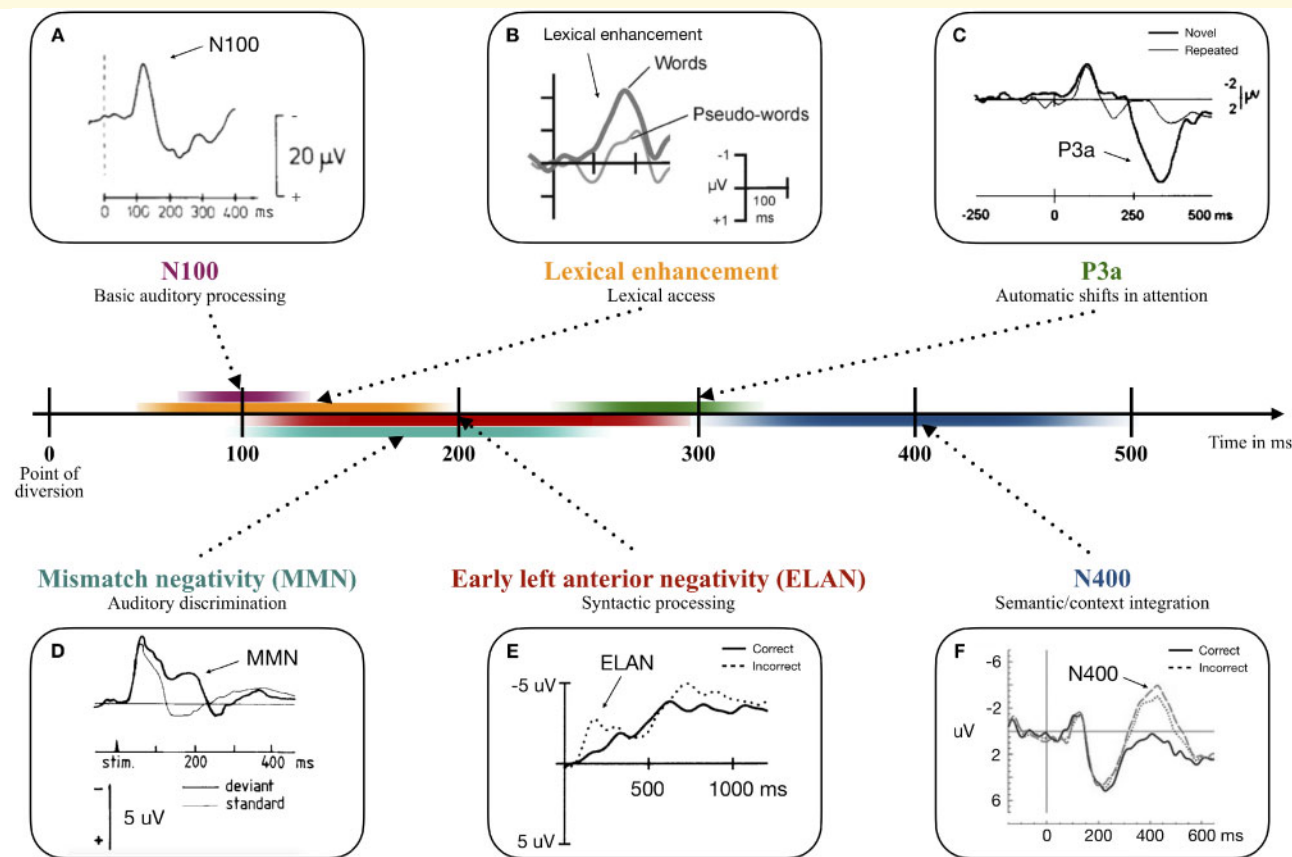 A
N100
20 µV
-
+
0 100 200 300 400 ms
B
Lexical enhancement
Words
Pseudo-words
-1
µV
+1
100
ms
C
Novel
Repeated
-2
2
µV
P3a
-250 0 250 500 ms
N100
Basic auditory processing
Lexical enhancement
Lexical access
P3a
Automatic shifts in attention
0 100 200 300 400 500
Time in ms
Point of
diversion
Mismatch negativity (MMN)
Auditory discrimination
Early left anterior negativity (ELAN)
Syntactic processing
N400
Semantic/context integration
D
MMN
stim. 200 400 ms
deviant
standard
-
5 uV
+
E
Correct
Incorrect
ELAN
-5 uV
500 1000 ms
5 uV
F
Correct
Incorrect
N400
-6
-2
uV
2
6
0 200 400 600 ms